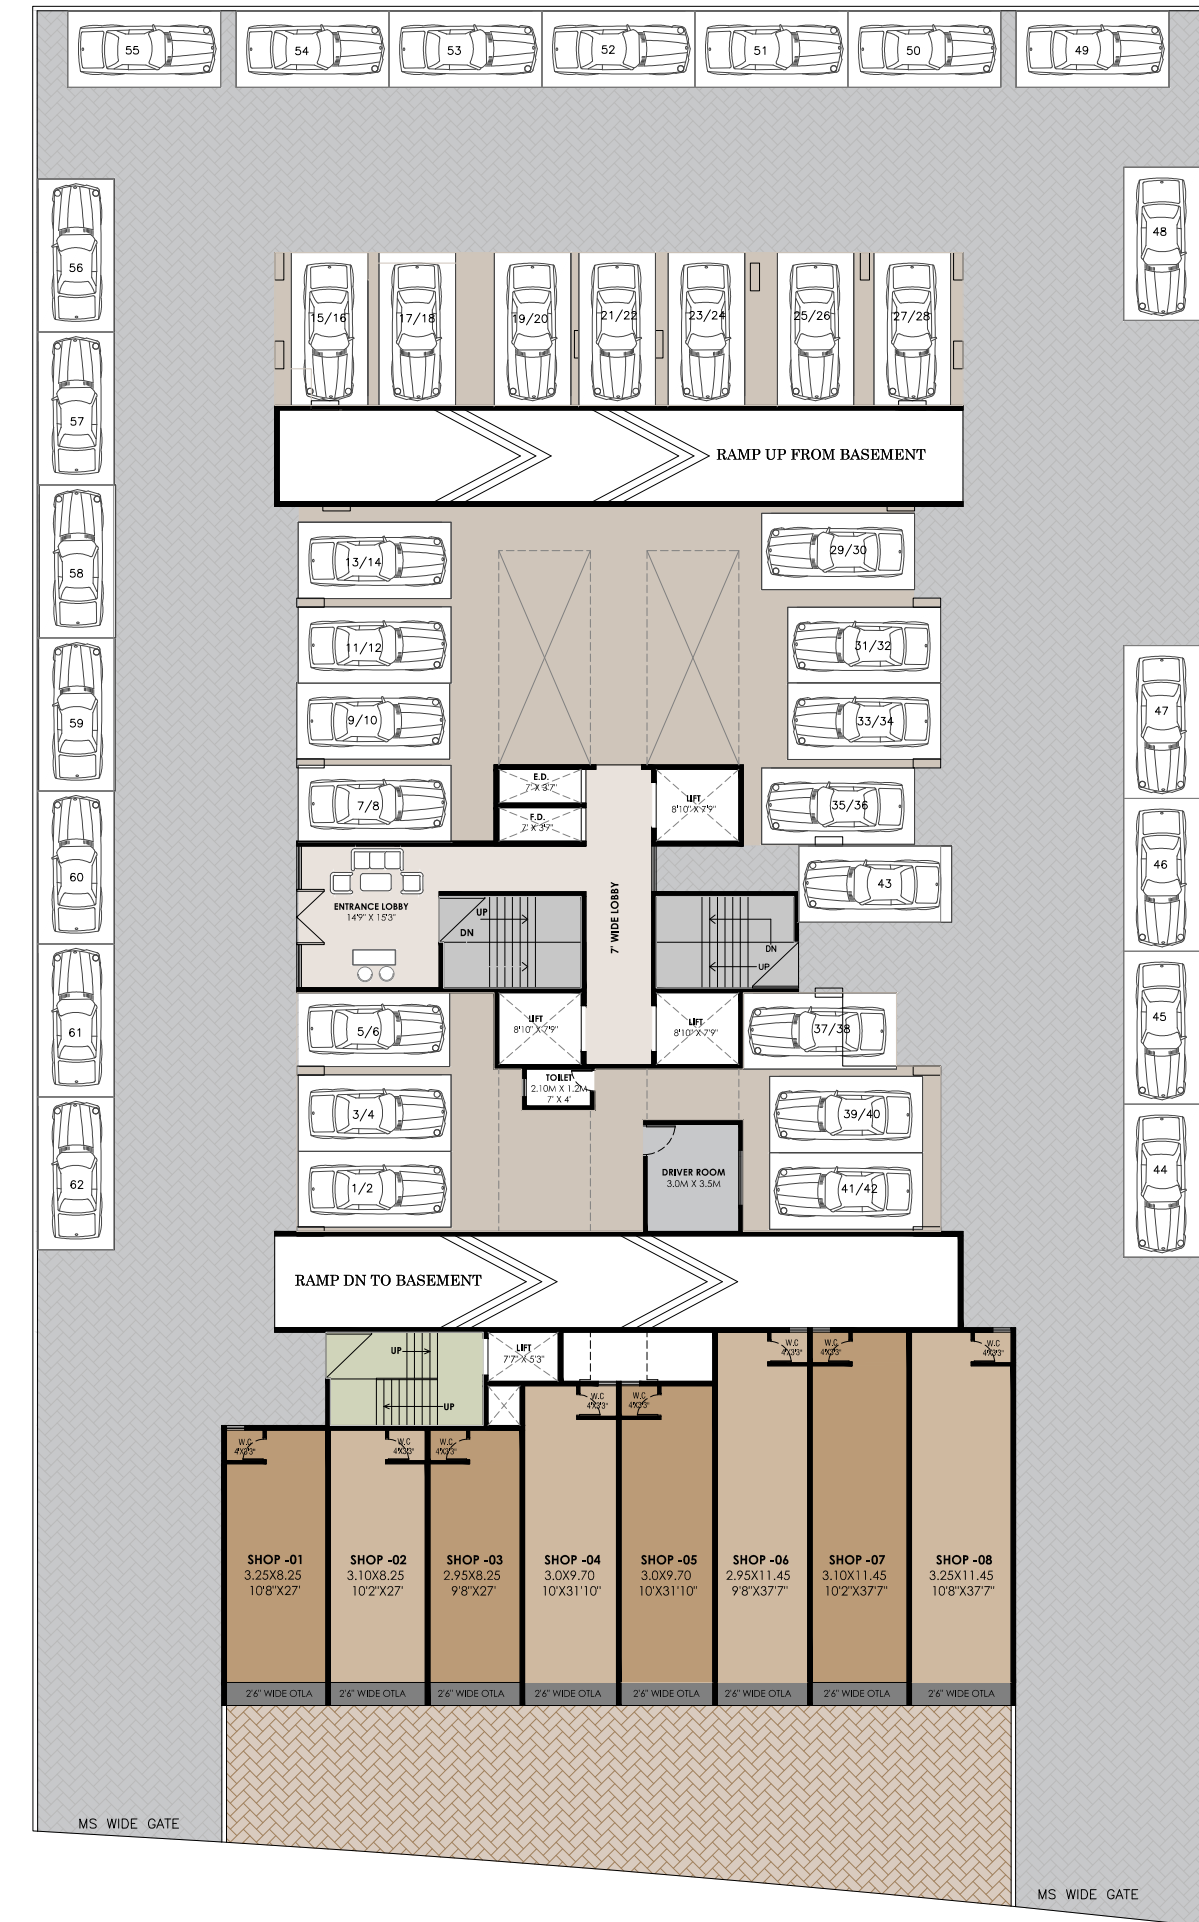 55
54
53
52
51
50
49
56
48
15/16
17/18
19/20
21/22
23/24
25/26
27/28
57
RAMP UP FROM BASEMENT
58
13/14
29/30
11/12
31/32
59
9/10
33/34
47
E.D.
7' X 3'7"
F.D.
7' X 3'7"
LIFT
8'10" X 7'9"
7/8
35/36
60
46
43
ENTRANCE LOBBY
14'9" X 15'3"
UP
DN
7' WIDE LOBBY
DN
UP
61
5/6
LIFT
8'10" X 7'9"
LIFT
8'10" X 7'9"
37/38
45
TOILET
2.10M X 1.2M
7' X 4'
3/4
39/40
62
1/2
DRIVER ROOM
3.0M X 3.5M
41/42
44
RAMP DN TO BASEMENT
UP
UP
LIFT
7'7" X 5'3"
W.C
4'X3'3"
W.C
4'X3'3"
W.C
4'X3'3"
W.C
4'X3'3"
W.C
4'X3'3"
W.C
4'X3'3"
W.C
4'X3'3"
W.C
4'X3'3"
SHOP -01
3.25X8.25
10'8"X27'
SHOP -02
3.10X8.25
10'2"X27'
SHOP -03
2.95X8.25
9'8"X27'
SHOP -04
3.0X9.70
10'X31'10"
SHOP -05
3.0X9.70
10'X31'10"
SHOP -06
2.95X11.45
9'8"X37'7"
SHOP -07
3.10X11.45
10'2"X37'7"
SHOP -08
3.25X11.45
10'8"X37'7"
2'6" WIDE OTLA
2'6" WIDE OTLA
2'6" WIDE OTLA
2'6" WIDE OTLA
2'6" WIDE OTLA
2'6" WIDE OTLA
2'6" WIDE OTLA
2'6" WIDE OTLA
MS WIDE GATE
MS WIDE GATE